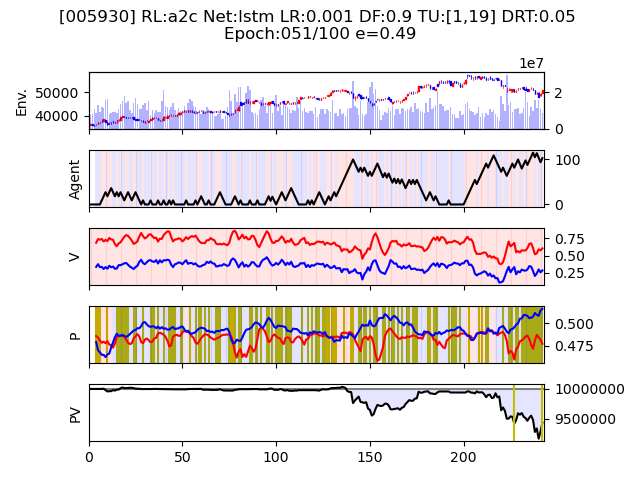 [005930] RL:a2c Net:lstm LR:0.001 DF:0.9 TU:[1,19] DRT:0.05
Epoch:051/100 e=0.49
1e7
Env.
50000
40000
2
0
Agent
100
0
V
0.75
0.50
0.25
P
0.500
0.475
PV
10000000
9500000
0 50 100 150 200